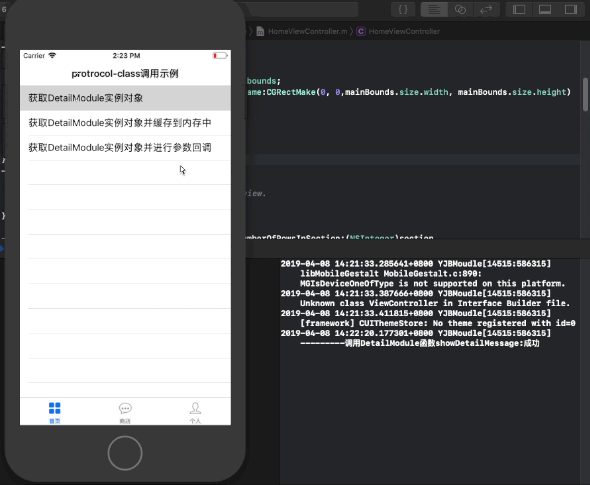 6
HomeViewController.m
HomeViewController
Carrier
2:23 PM
protrocol-class调用示例
获取DetailModule实例对象
获取DetailModule实例对象并缓存到内存中
获取DetailModule实例对象并进行参数回调
首页
个人
bounds;
ame:CGRectMake(0, 0,mainBounds.size.width, mainBounds.size.height)
iew.
umberOfRowsInSection:(NSInteger)section
}
2019-04-08 14:21:33.285641+0800 YJBMoudle[14515:586315]
libMobileGestalt MobileGestalt.c:890:
MGIsDeviceOneOfType is not supported on this platform.
2019-04-08 14:21:33.387666+0800 YJBMoudle[14515:586315]
Unknown class ViewController in Interface Builder file.
2019-04-08 14:21:33.411815+0800 YJBMoudle[14515:586315]
[framework] CUIThemeStore: No theme registered with id=0
2019-04-08 14:22:20.177301+0800 YJBMoudle[14515:586315]
---------调用DetailModule函数showDetailMessage:成功